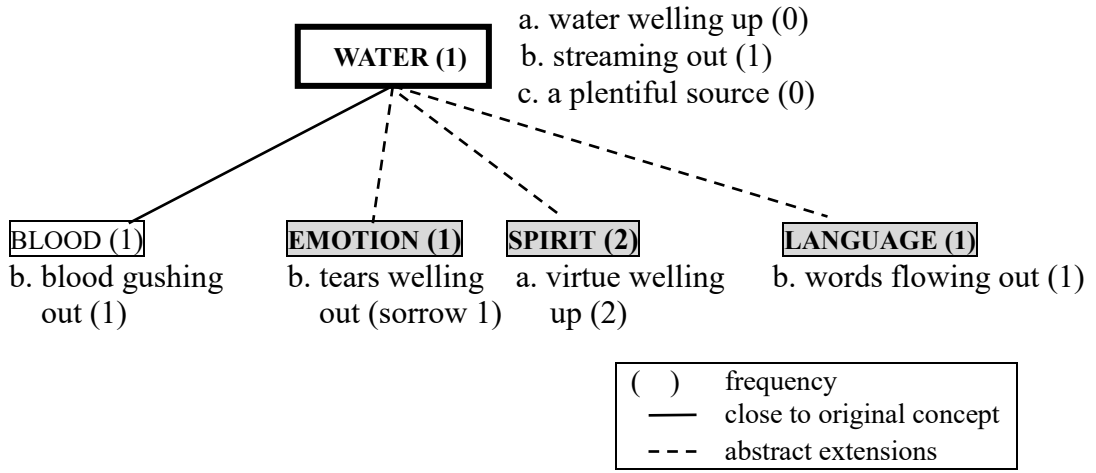 WATER (1)
a. water welling up (0)
b. streaming out (1)
c. a plentiful source (0)
BLOOD (1)
b. blood gushing
out (1)
EMOTION (1)
b. tears welling
out (sorrow 1)
SPIRIT (2)
a. virtue welling
up (2)
LANGUAGE (1)
b. words flowing out (1)
( ) frequency
close to original concept
abstract extensions